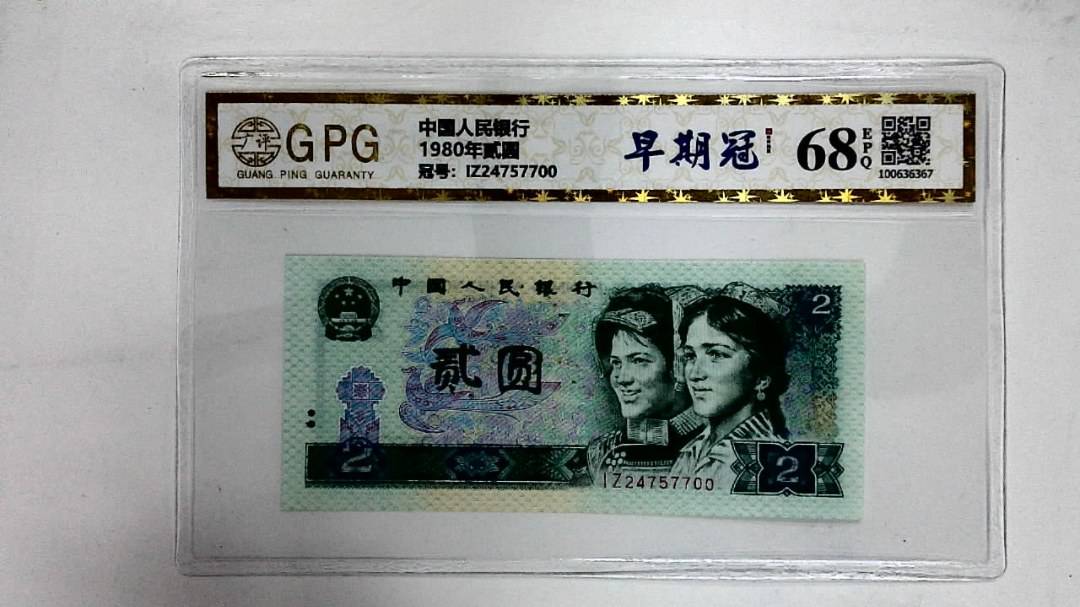 广评
GPG
GUANG PING GUARANTY
中国人民银行
1980年贰圆
冠号：IZ24757700
早期冠
68
EPQ
100636367
中国人民银行
2
贰圆
2
2
IZ24757700